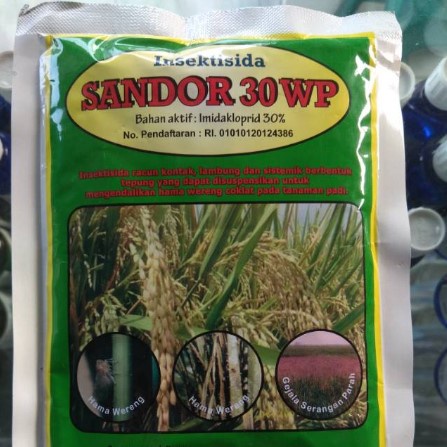 Insektisida
SANDOR 30 WP
Bahan aktif : Imidakloprid 30%
No. Pendaftaran : RI. 01010120124386
Insektisida racun kontak, lambung dan sistemik berbentuk
tepung yang dapat disuspensikan untuk
mengendalikan hama wereng coklat pada tanaman padi
Hama Wereng
Hama Wereng
Gejala Serangan Parah